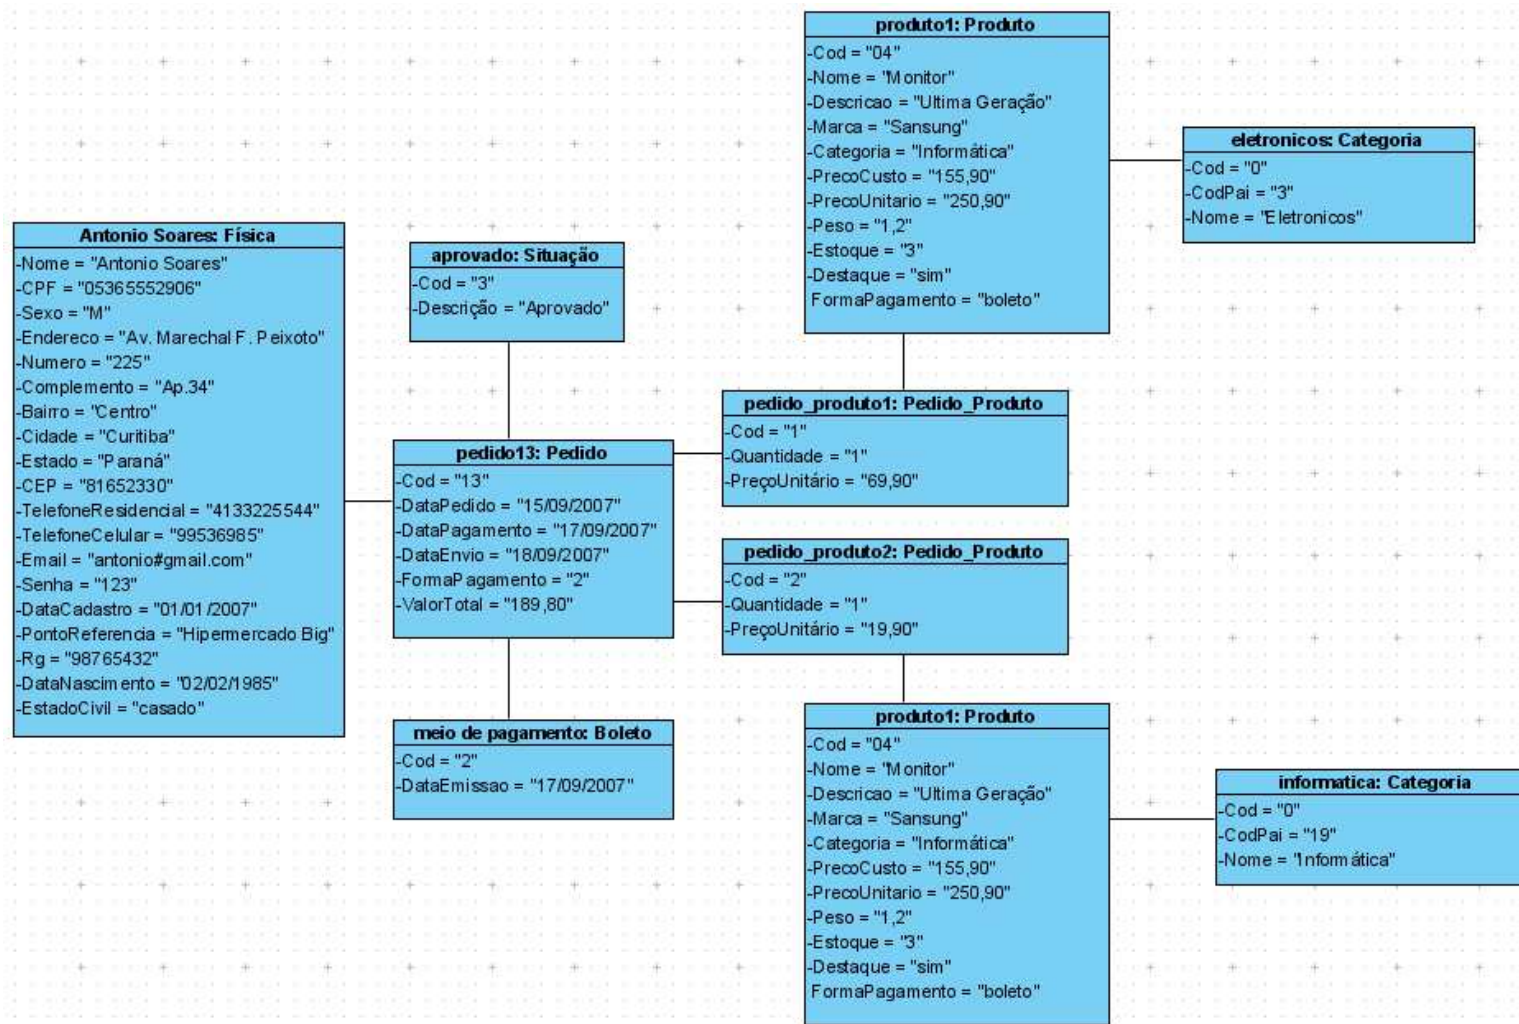 produto1: Produto
-Cod = "04"
-Nome = "Monitor"
-Descricao = "Ultima Geração"
-Marca = "Sansung"
-Categoria = "Informática"
-PrecoCusto = "155,90"
-PrecoUnitario = "250,90"
-Peso = "1,2"
-Estoque = "3"
-Destaque = "sim"
FormaPagamento = "boleto"
eletronicos: Categoria
-Cod = "0"
-CodPai = "3"
-Nome = "Eletronicos"
Antonio Soares: Física
-Nome = "Antonio Soares"
-CPF = "05365552906"
-Sexo = "M"
-Endereco = "Av. Marechal F. Peixoto"
-Numero = "225"
-Complemento = "Ap.34"
-Bairro = "Centro"
-Cidade = "Curitiba"
-Estado = "Paraná"
-CEP = "81652330"
-TelefoneResidencial = "4133225544"
-TelefoneCelular = "99536985"
-Email = "antonio#gmail.com"
-Senha = "123"
-DataCadastro = "01/01/2007"
-PontoReferencia = "Hipermercado Big"
-Rg = "98765432"
-DataNascimento = "02/02/1985"
-EstadoCivil = "casado"
aprovado: Situação
-Cod = "3"
-Descrição = "Aprovado"
pedido13: Pedido
-Cod = "13"
-DataPedido = "15/09/2007"
-DataPagamento = "17/09/2007"
-DataEnvio = "18/09/2007"
-FormaPagamento = "2"
-ValorTotal = "189,80"
pedido_produto1: Pedido_Produto
-Cod = "1"
-Quantidade = "1"
-PreçoUnitário = "69,90"
pedido_produto2: Pedido_Produto
-Cod = "2"
-Quantidade = "1"
-PreçoUnitário = "19,90"
meio de pagamento: Boleto
-Cod = "2"
-DataEmissao = "17/09/2007"
produto1: Produto
-Cod = "04"
-Nome = "Monitor"
-Descricao = "Ultima Geração"
-Marca = "Sansung"
-Categoria = "Informática"
-PrecoCusto = "155,90"
-PrecoUnitario = "250,90"
-Peso = "1,2"
-Estoque = "3"
-Destaque = "sim"
FormaPagamento = "boleto"
informatica: Categoria
-Cod = "0"
-CodPai = "19"
-Nome = "Informática"